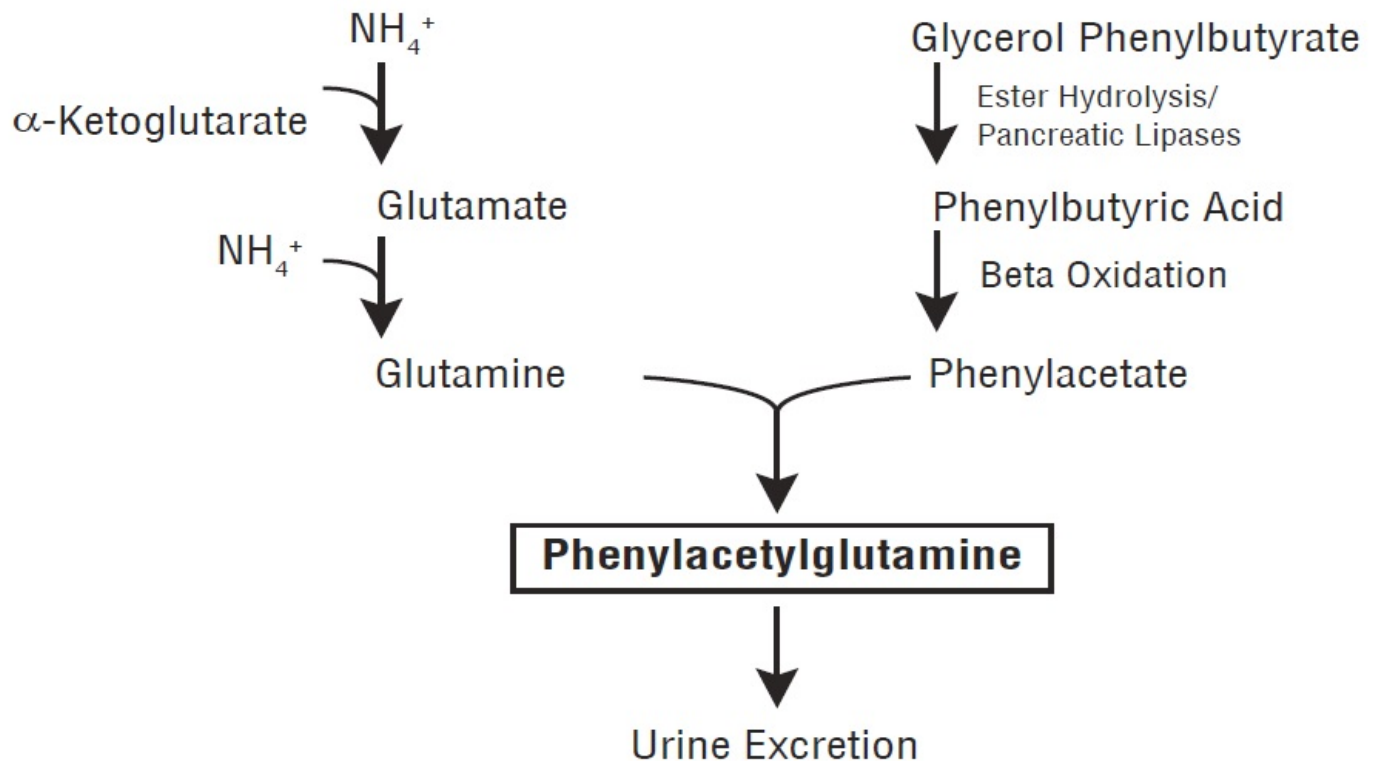 NH₄⁺
Glycerol Phenylbutyrate
α-Ketoglutarate
Ester Hydrolysis/
Pancreatic Lipases
Glutamate
Phenylbutyric Acid
NH₄⁺
Beta Oxidation
Glutamine
Phenylacetate
Phenylacetylglutamine
Urine Excretion